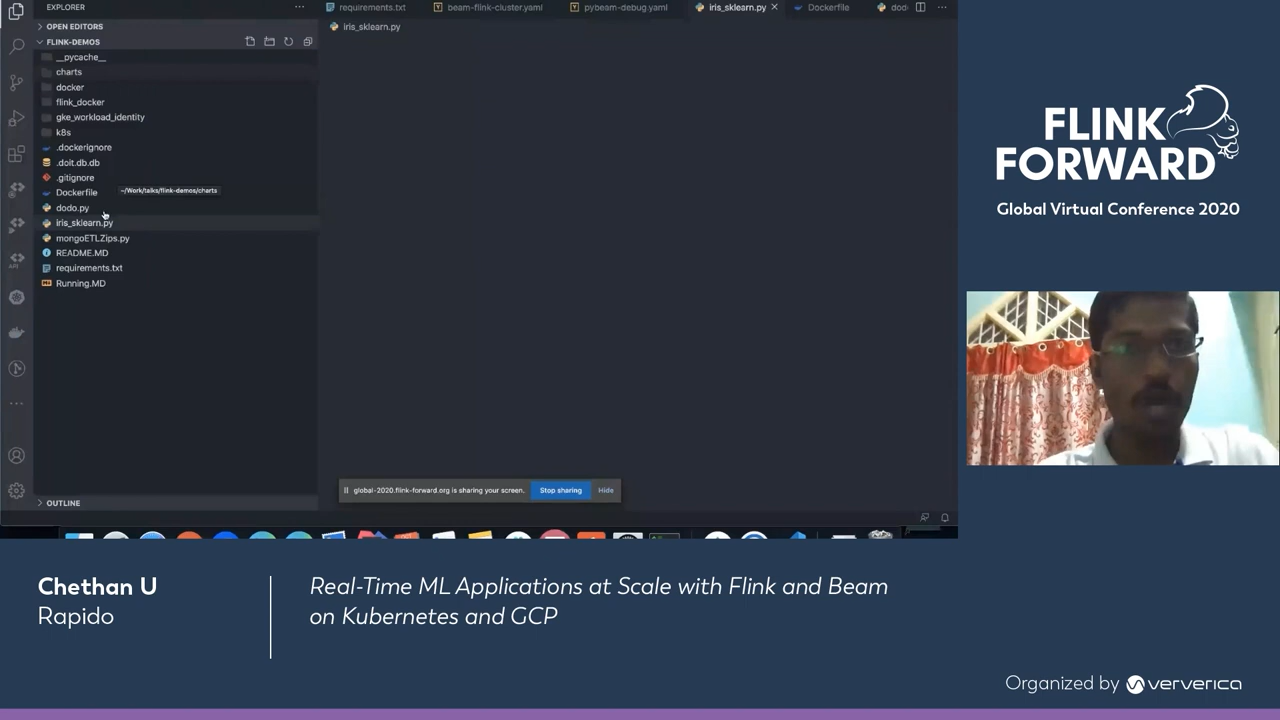 EXPLORER
OPEN EDITORS
FLINK-DEMOS
__pycache__
charts
docker
flink_docker
gke_workload_identity
k8s
.dockerignore
.doit.db.db
.gitignore
Dockerfile
~/Work/talks/flink-demos/charts
dodo.py
iris_sklearn.py
mongoETLZips.py
README.MD
requirements.txt
Running.MD
OUTLINE
requirements.txt
beam-flink-cluster.yaml
pybeam-debug.yaml
iris_sklearn.py
Dockerfile
dod
iris_sklearn.py
API
global-2020.flink-forward.org is sharing your screen.
Stop sharing
Hide
FLINK
FORWARD
Global Virtual Conference 2020
Chethan U
Rapido
Real-Time ML Applications at Scale with Flink and Beam
on Kubernetes and GCP
Organized by ververica